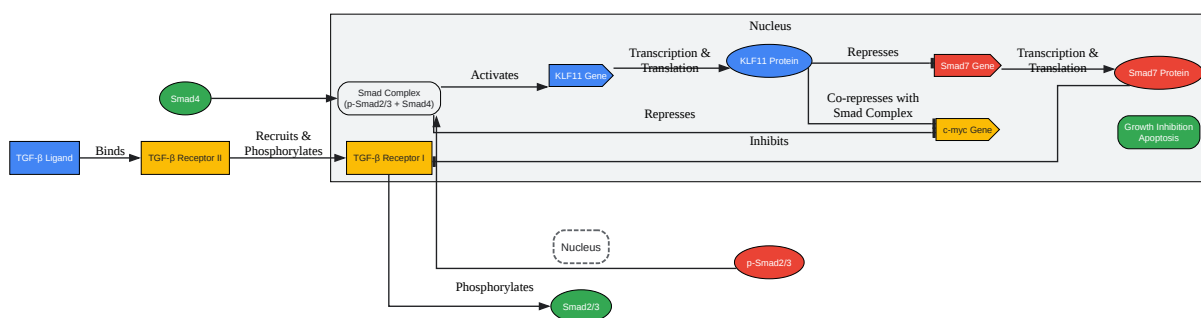 Nucleus
Transcription &
Translation
Represses
Transcription &
Translation
KLF11 Protein
Smad7 Gene
Smad7 Protein
Activates
KLF11 Gene
Smad4
Smad Complex
(p-Smad2/3 + Smad4)
Co-represses with
Smad Complex
Represses
c-myc Gene
Growth Inhibition
Apoptosis
Inhibits
TGF-β Ligand
Binds
TGF-β Receptor II
Recruits &
Phosphorylates
TGF-β Receptor I
Nucleus
p-Smad2/3
Phosphorylates
Smad2/3